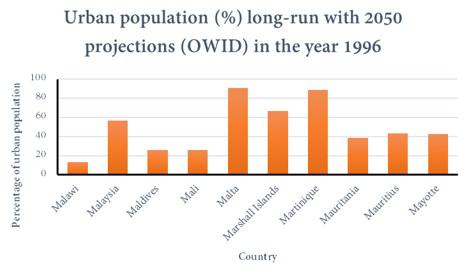 Urban population (%) long-run with 2050
projections (OWID) in the year 1996
Percentage of urban population
100
80
60
40
20
0
Malawi
Malaysia
Maldives
Mali
Malta
Marshall Islands
Martinique
Mauritania
Mauritius
Mayotte
Country